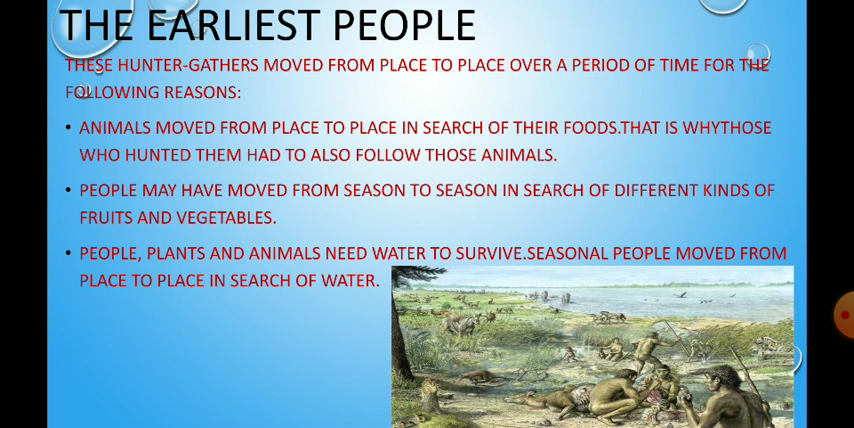 THE EARLIEST PEOPLE
THESE HUNTER-GATHERS MOVED FROM PLACE TO PLACE OVER A PERIOD OF TIME FOR THE
FOLLOWING REASONS:
• ANIMALS MOVED FROM PLACE TO PLACE IN SEARCH OF THEIR FOODS.THAT IS WHYTHOSE
WHO HUNTED THEM HAD TO ALSO FOLLOW THOSE ANIMALS.
• PEOPLE MAY HAVE MOVED FROM SEASON TO SEASON IN SEARCH OF DIFFERENT KINDS OF
FRUITS AND VEGETABLES.
• PEOPLE, PLANTS AND ANIMALS NEED WATER TO SURVIVE.SEASONAL PEOPLE MOVED FROM
PLACE TO PLACE IN SEARCH OF WATER.